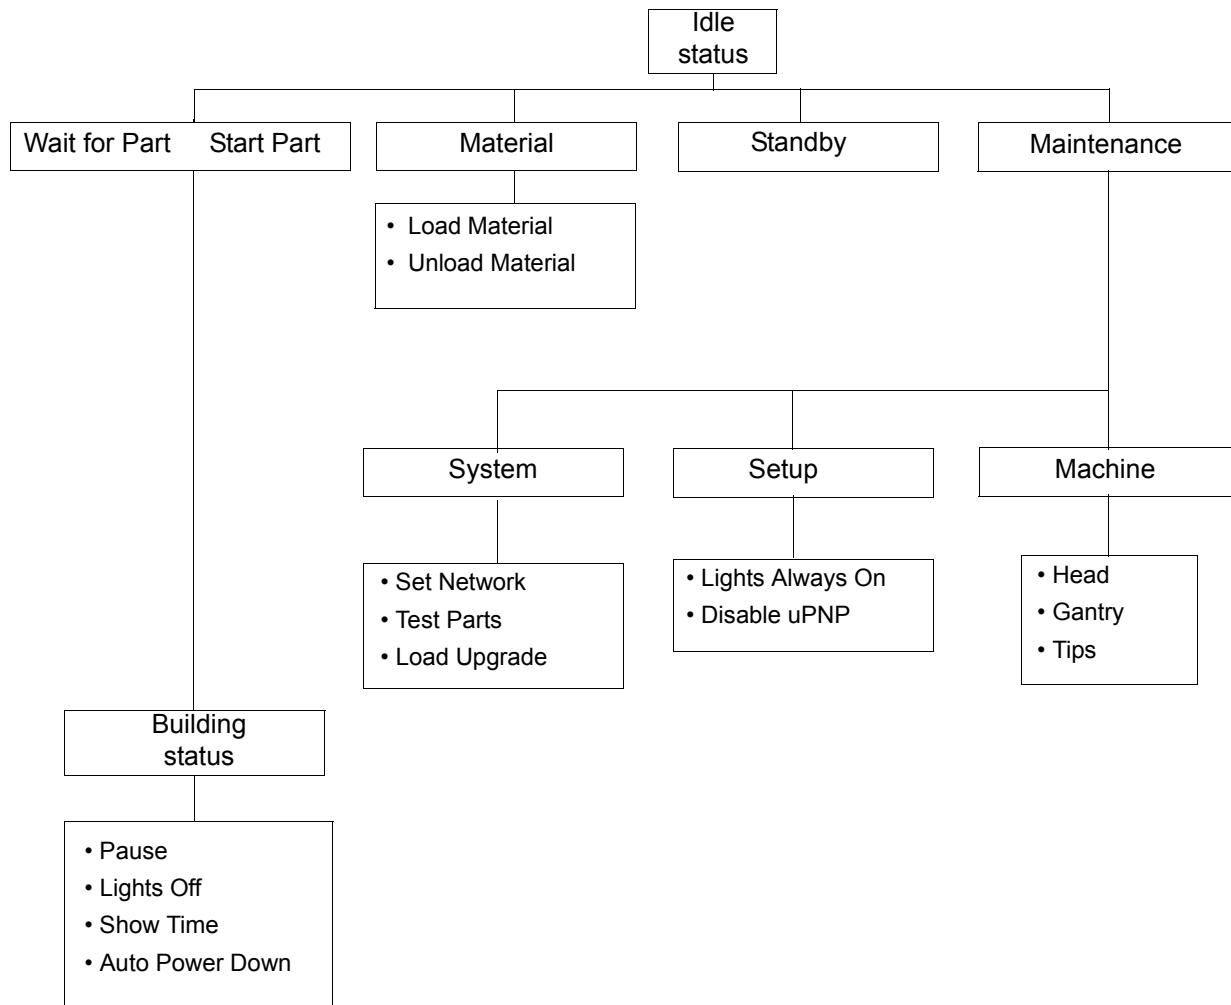 Idle
status
Wait for Part Start Part
Material
Standby
Maintenance
• Load Material
• Unload Material
System
Setup
Machine
• Set Network
• Test Parts
• Load Upgrade
• Lights Always On
• Disable uPNP
• Head
• Gantry
• Tips
Building
status
• Pause
• Lights Off
• Show Time
• Auto Power Down